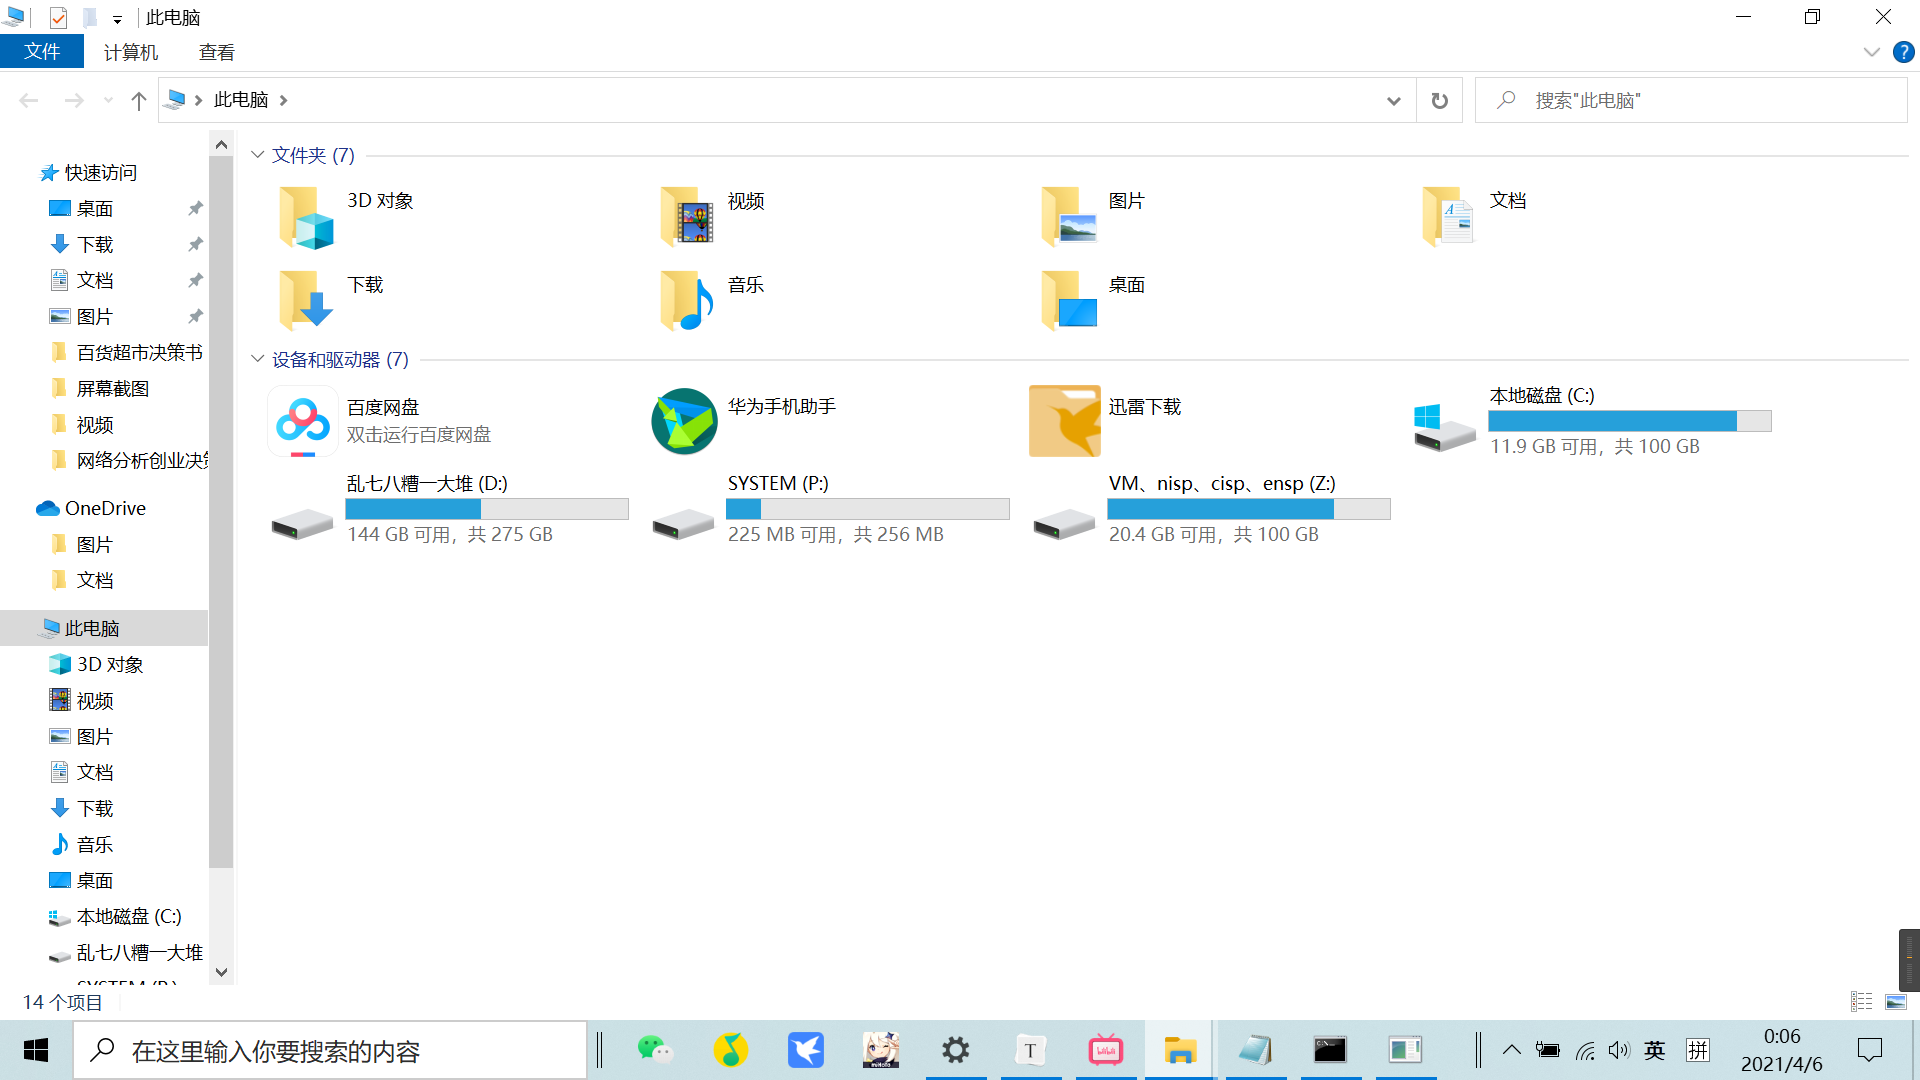 此电脑
文件 计算机 查看
此电脑
搜索"此电脑"
快速访问
桌面
下载
文档
图片
百货超市决策书
屏幕截图
视频
网络分析创业决
OneDrive
图片
文档
此电脑
3D 对象
视频
图片
文档
下载
音乐
桌面
本地磁盘 (C:)
乱七八糟一大堆
SYSTEM (P:)
文件夹 (7)
3D 对象
视频
图片
文档
下载
音乐
桌面
设备和驱动器 (7)
百度网盘
双击运行百度网盘
华为手机助手
迅雷下载
本地磁盘 (C:)
11.9 GB 可用，共 100 GB
乱七八糟一大堆 (D:)
144 GB 可用，共 275 GB
SYSTEM (P:)
225 MB 可用，共 256 MB
VM、nisp、cisp、ensp (Z:)
20.4 GB 可用，共 100 GB
14 个项目
在这里输入你要搜索的内容
T
英
拼
0:06
2021/4/6